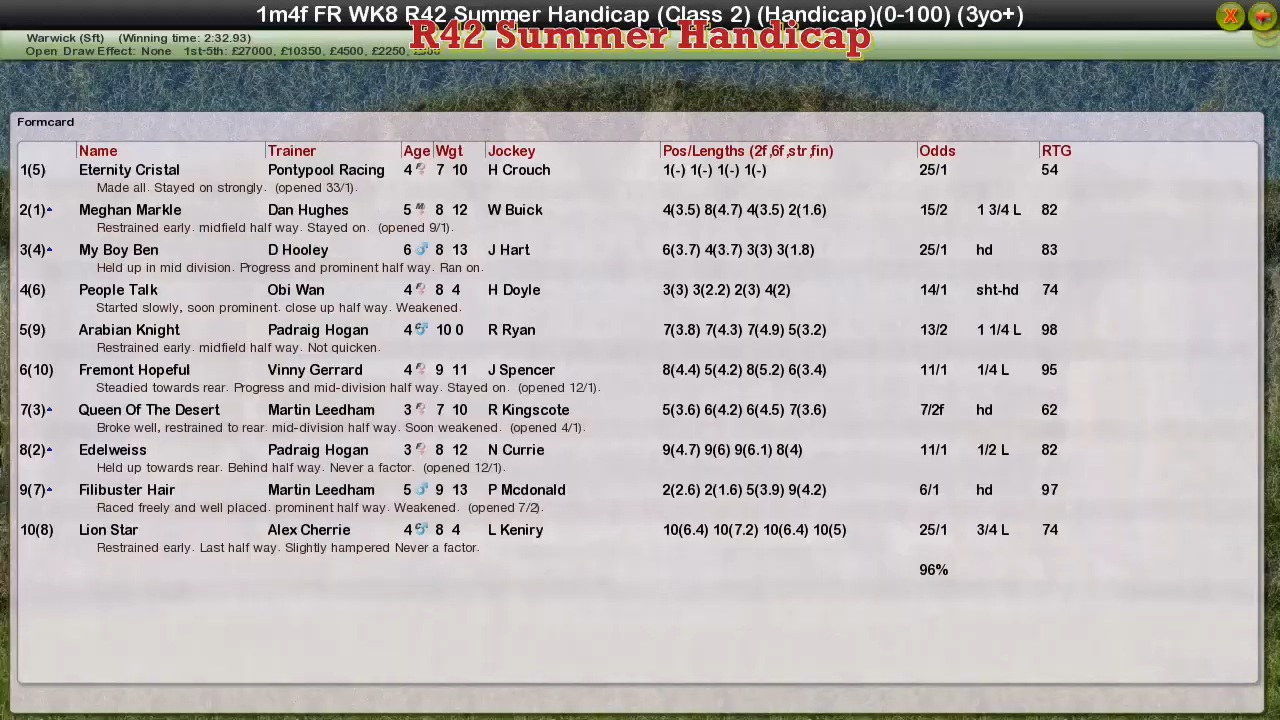 1m4f FR WK8 R42 Summer Handicap (Class 2) (Handicap)(0-100) (3yo+)
R42 Summer Handicap
Warwick (Sft) (Winning time: 2:32.93)
Open Draw Effect: None 1st-5th: £27000, £10350, £4500, £2250,
Formcard
Name Trainer Age Wgt Jockey Pos/Lengths (2f,6f,str,fin) Odds RTG
1(5) Eternity Cristal Pontypool Racing 4 7 10 H Crouch 1(-) 1(-) 1(-) 1(-) 25/1 54
Made all. Stayed on strongly. (opened 33/1).
2(1) Meghan Markle Dan Hughes 5 8 12 W Buick 4(3.5) 8(4.7) 4(3.5) 2(1.6) 15/2 1 3/4 L 82
Restrained early. midfield half way. Stayed on. (opened 9/1).
3(4) My Boy Ben D Hooley 6 8 13 J Hart 6(3.7) 4(3.7) 3(3) 3(1.8) 25/1 hd 83
Held up in mid division. Progress and prominent half way. Ran on.
4(6) People Talk Obi Wan 4 8 4 H Doyle 3(3) 3(2.2) 2(3) 4(2) 14/1 sht-hd 74
Started slowly, soon prominent. close up half way. Weakened.
5(9) Arabian Knight Padraig Hogan 4 10 0 R Ryan 7(3.8) 7(4.3) 7(4.9) 5(3.2) 13/2 1 1/4 L 98
Restrained early. midfield half way. Not quicken.
6(10) Fremont Hopeful Vinny Gerrard 4 9 11 J Spencer 8(4.4) 5(4.2) 8(5.2) 6(3.4) 11/1 1/4 L 95
Steadied towards rear. Progress and mid-division half way. Stayed on. (opened 12/1).
7(3) Queen Of The Desert Martin Leedham 3 7 10 R Kingscote 5(3.6) 6(4.2) 6(4.5) 7(3.6) 7/2f hd 62
Broke well, restrained to rear. mid-division half way. Soon weakened. (opened 4/1).
8(2) Edelweiss Padraig Hogan 3 8 12 N Currie 9(4.7) 9(6) 9(6.1) 8(4) 11/1 1/2 L 82
Held up towards rear. Behind half way. Never a factor. (opened 12/1).
9(7) Filibuster Hair Martin Leedham 5 9 13 P Mcdonald 2(2.6) 2(1.6) 5(3.9) 9(4.2) 6/1 hd 97
Raced freely and well placed. prominent half way. Weakened. (opened 7/2).
10(8) Lion Star Alex Cherrie 4 8 4 L Keniry 10(6.4) 10(7.2) 10(6.4) 10(5) 25/1 3/4 L 74
Restrained early. Last half way. Slightly hampered Never a factor.
96%